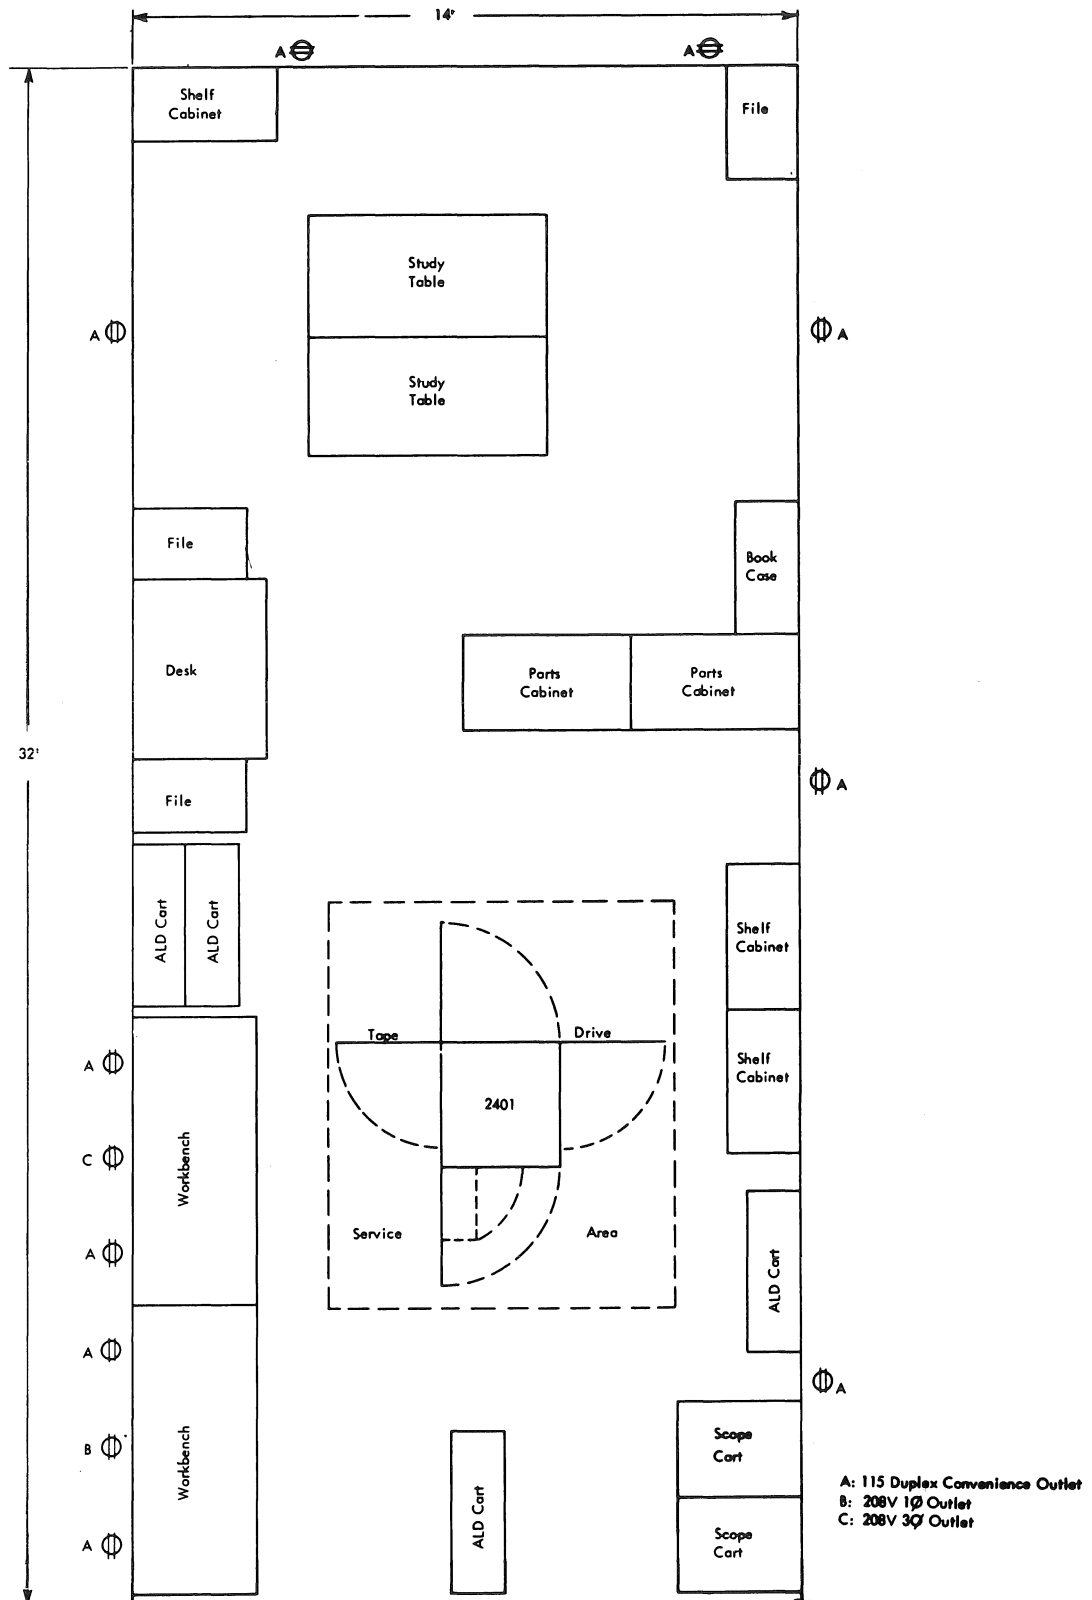 14'
A
A
Shelf
Cabinet
File
Study
Table
A
A
Study
Table
File
Book
Case
Desk
Parts
Cabinet
Parts
Cabinet
32'
A
File
ALD Cart
ALD Cart
Shelf
Cabinet
Tape
Drive
A
Shelf
Cabinet
2401
C
Workbench
Service
Area
A
ALD Cart
A
A
Scope
Cart
B
Workbench
A: 115 Duplex Convenience Outlet
B: 208V 1Ø Outlet
C: 208V 3Ø Outlet
ALD Cart
Scope
Cart
A